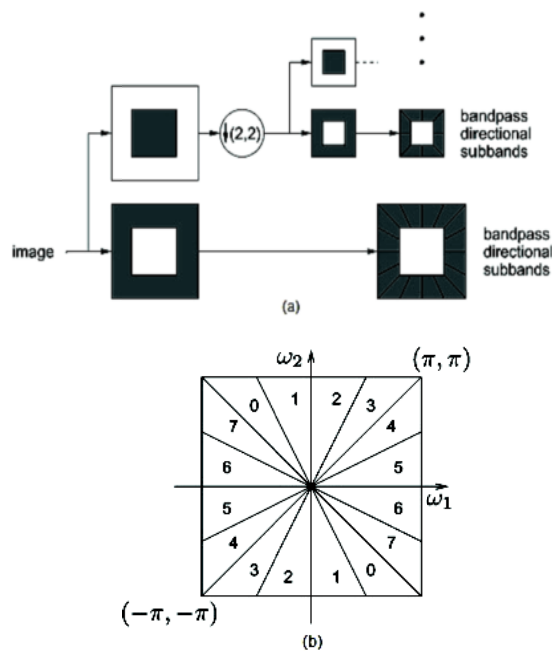 (2,2)
bandpass
directional
subbands
image
bandpass
directional
subbands
(a)
ω₂
(π, π)
0 1 2 3
7 4
6 5
ω₁
5 6
4 7
3 2 1 0
(−π, −π)
(b)